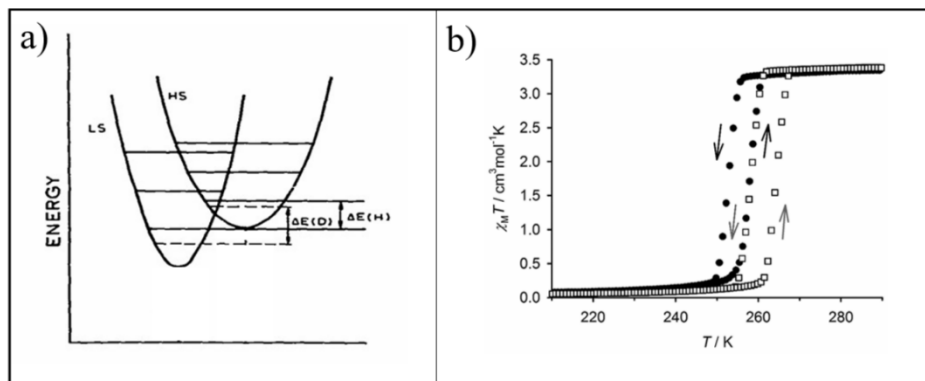 a)
LS
HS
ENERGY
ΔE(D)
ΔE(H)
b)
3.5
3.0
2.5
2.0
1.5
1.0
0.5
0.0
220
240
260
280
χMT / cm³mol⁻¹K
T / K